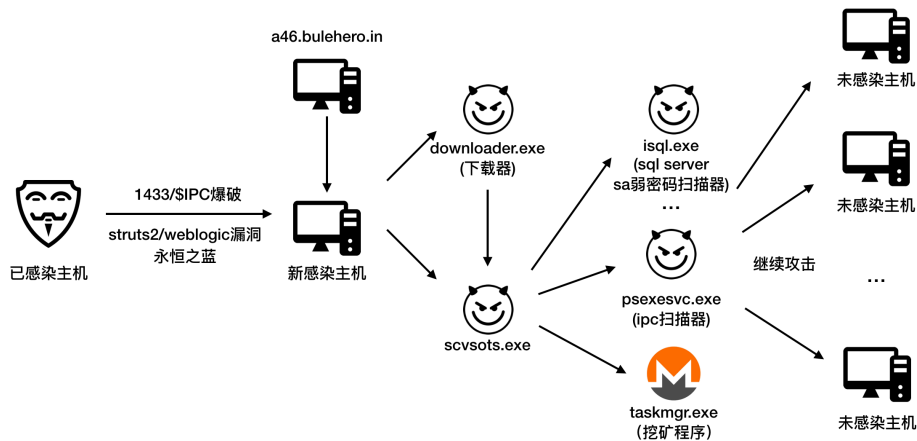 a46.bulehero.in
已感染主机
1433/$IPC爆破
struts2/weblogic漏洞
永恒之蓝
新感染主机
downloader.exe
(下载器)
scvsots.exe
isql.exe
(sql server
sa弱密码扫描器)
...
psexesvc.exe
(ipc扫描器)
taskmgr.exe
（挖矿程序）
继续攻击
未感染主机
未感染主机
...
未感染主机